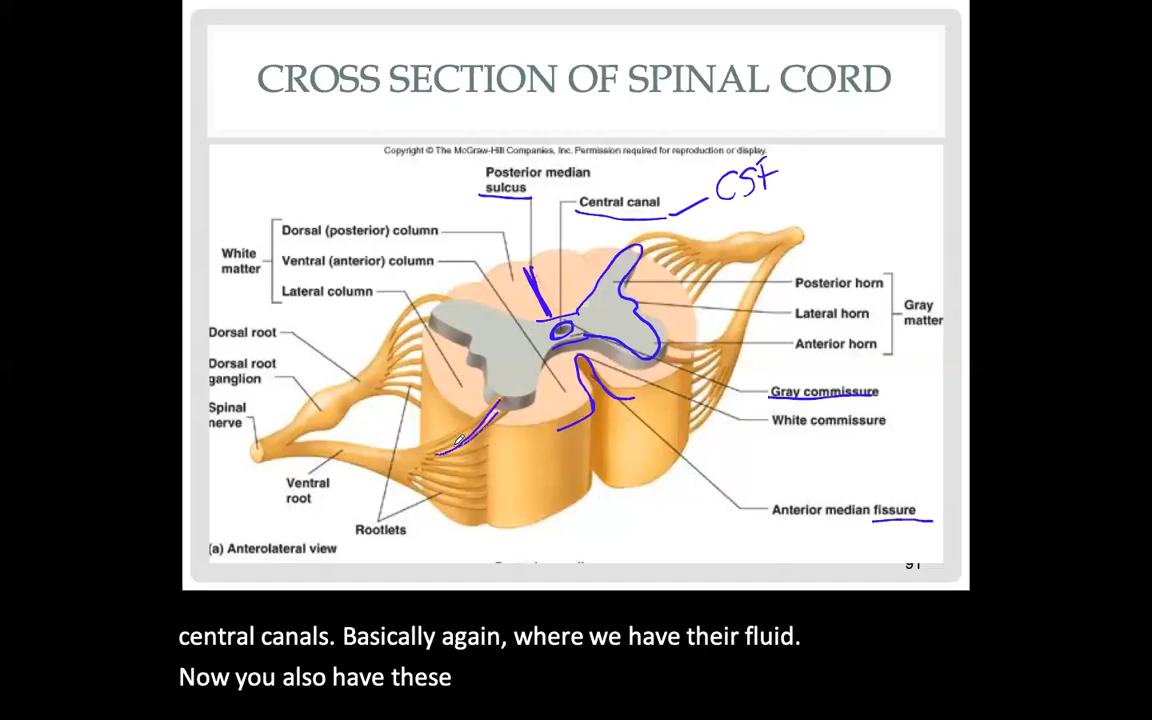 CROSS SECTION OF SPINAL CORD
Copyright © The McGraw-Hill Companies, Inc. Permission required for reproduction or display.
Posterior median
sulcus
Central canal
CSF
Dorsal (posterior) column
White
matter
Ventral (anterior) column
Lateral column
Dorsal root
Dorsal root
ganglion
Spinal
nerve
Ventral
root
Rootlets
Posterior horn
Lateral horn
Gray
matter
Anterior horn
Gray commissure
White commissure
Anterior median fissure
(a) Anterolateral view
91
central canals. Basically again, where we have their fluid.
Now you also have these